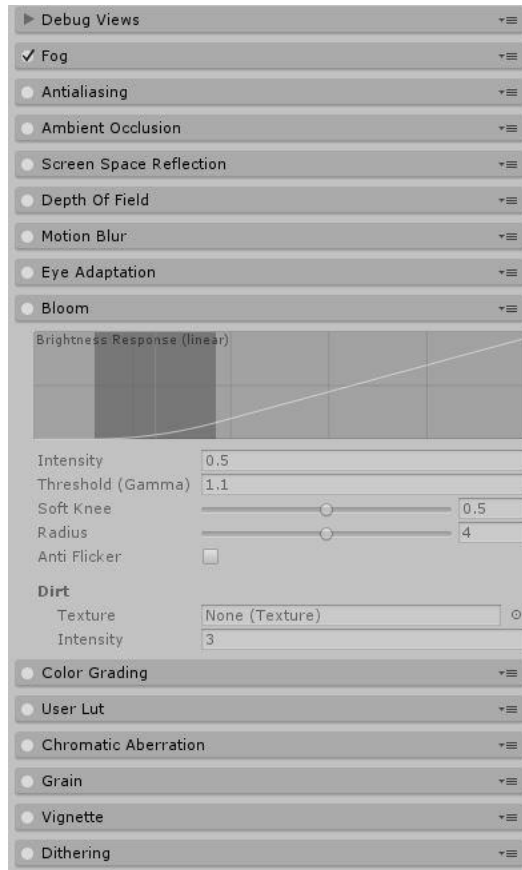 Debug Views
Fog
Antialiasing
Ambient Occlusion
Screen Space Reflection
Depth Of Field
Motion Blur
Eye Adaptation
Bloom
Brightness Response (linear)
Intensity 0.5
Threshold (Gamma) 1.1
Soft Knee 0.5
Radius 4
Anti Flicker
Dirt
Texture None (Texture)
Intensity 3
Color Grading
User Lut
Chromatic Aberration
Grain
Vignette
Dithering